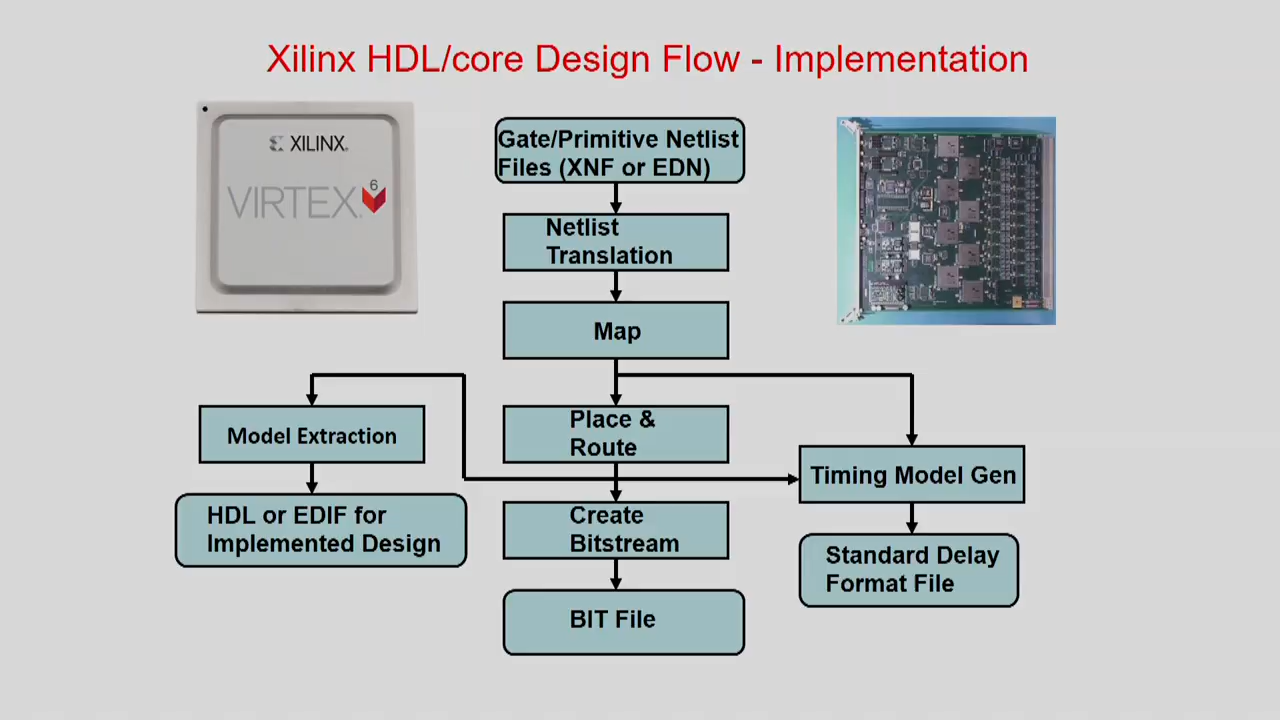 Xilinx HDL/core Design Flow - Implementation
XILINX
VIRTEX 6
Gate/Primitive Netlist
Files (XNF or EDN)
Netlist
Translation
Map
Model Extraction
Place &
Route
Timing Model Gen
HDL or EDIF for
Implemented Design
Create
Bitstream
Standard Delay
Format File
BIT File